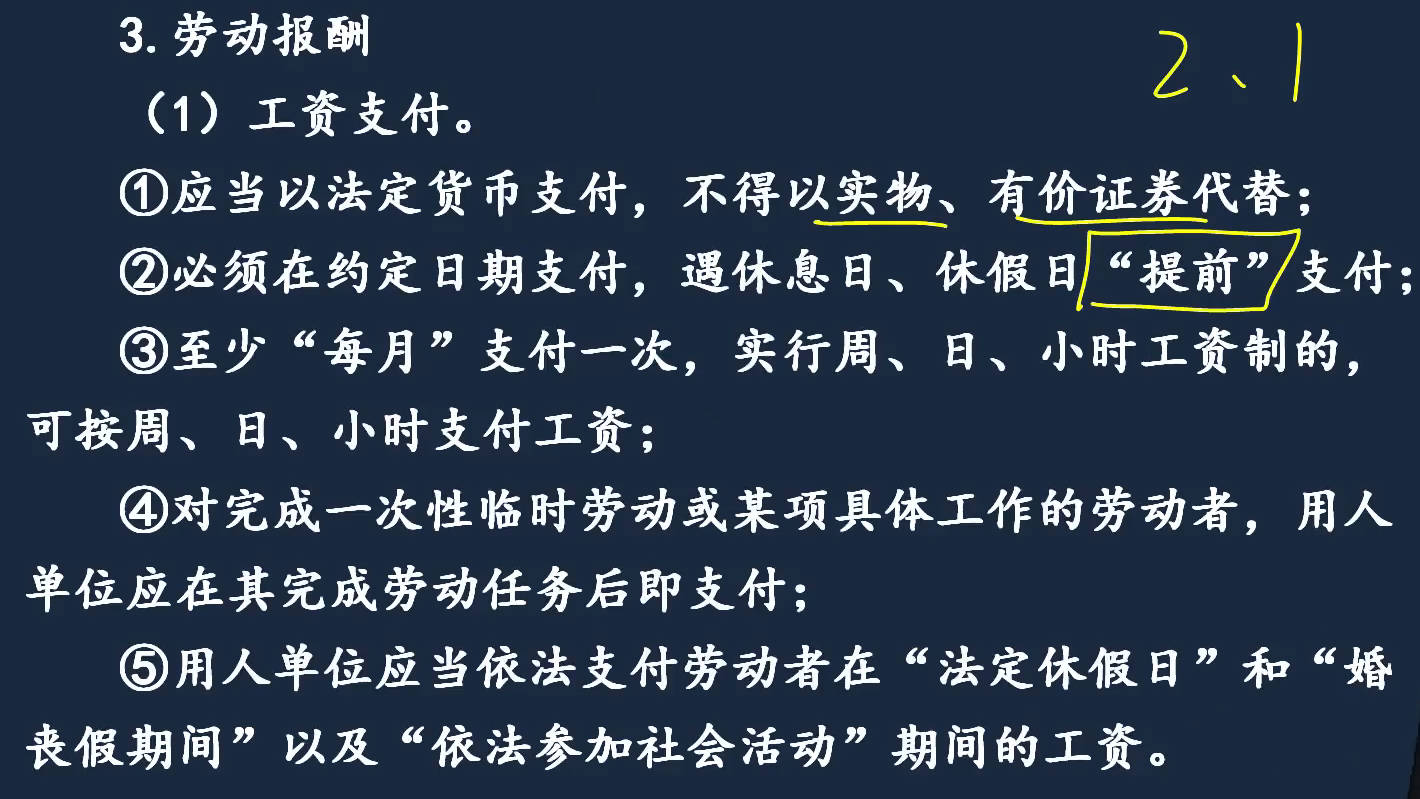 3.劳动报酬
2、1
（1）工资支付。
①应当以法定货币支付，不得以实物、有价证券代替；
②必须在约定日期支付，遇休息日、休假日“提前”支付；
③至少“每月”支付一次，实行周、日、小时工资制的，
可按周、日、小时支付工资；
④对完成一次性临时劳动或某项具体工作的劳动者，用人
单位应在其完成劳动任务后即支付；
⑤用人单位应当依法支付劳动者在“法定休假日”和“婚
丧假期间”以及“依法参加社会活动”期间的工资。